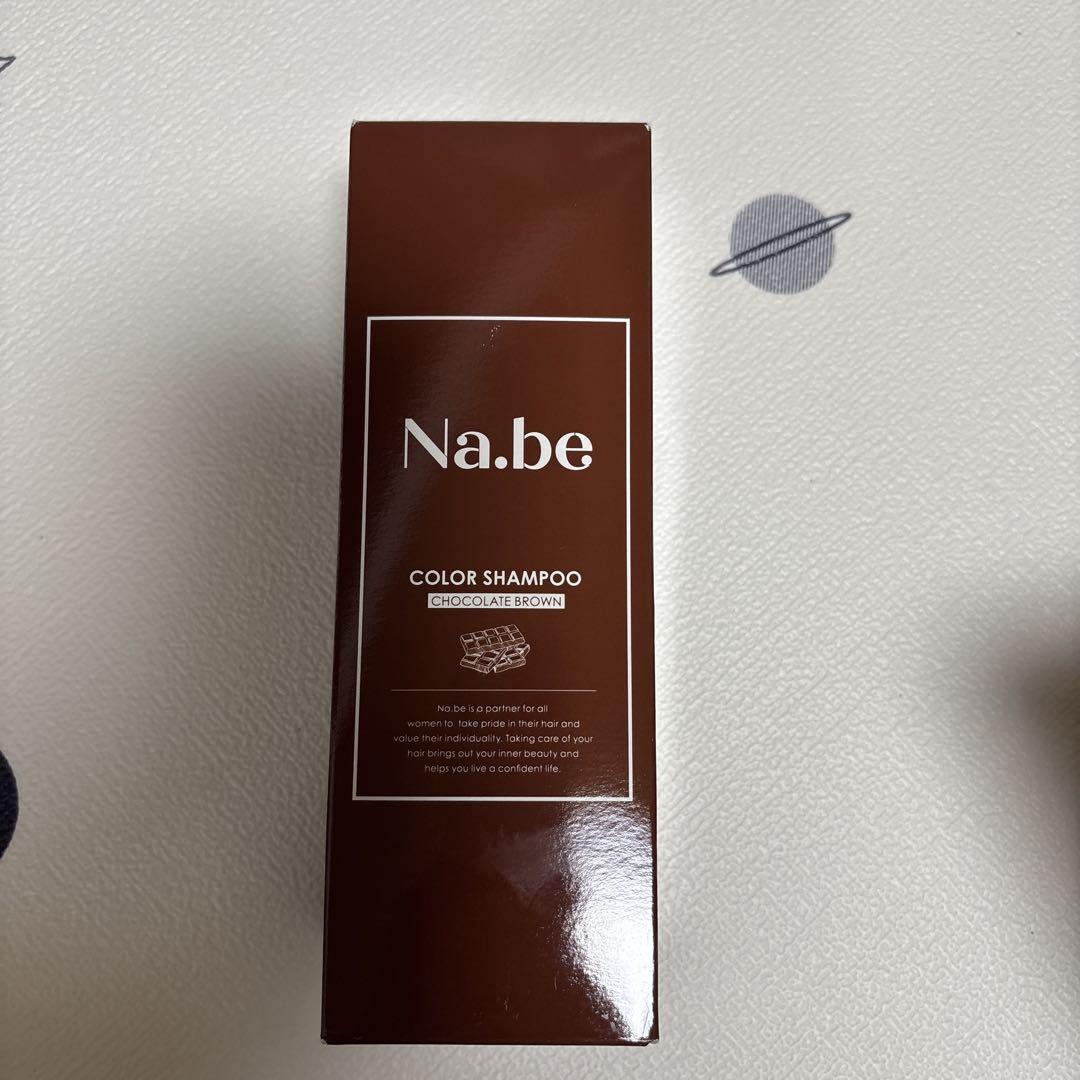 Na.be
COLOR SHAMPOO
CHOCOLATE BROWN
Na.be is a partner for all
women to take pride in their hair and
value their individuality. Taking care of your
hair brings out your inner beauty and
helps you live a confident life.